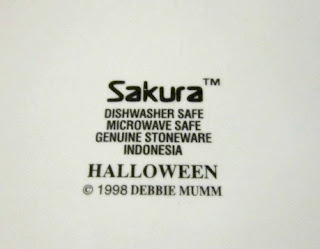 Sakura™
DISHWASHER SAFE
MICROWAVE SAFE
GENUINE STONEWARE
INDONESIA
HALLOWEEN
© 1998 DEBBIE MUMM